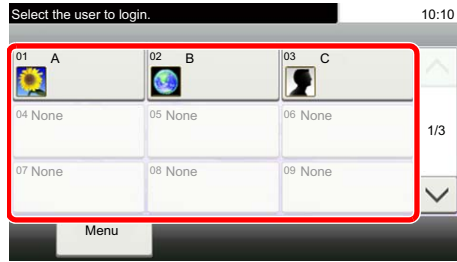 Select the user to login. 10:10
01 A 02 B 03 C
04 None 05 None 06 None
1/3
07 None 08 None 09 None
Menu